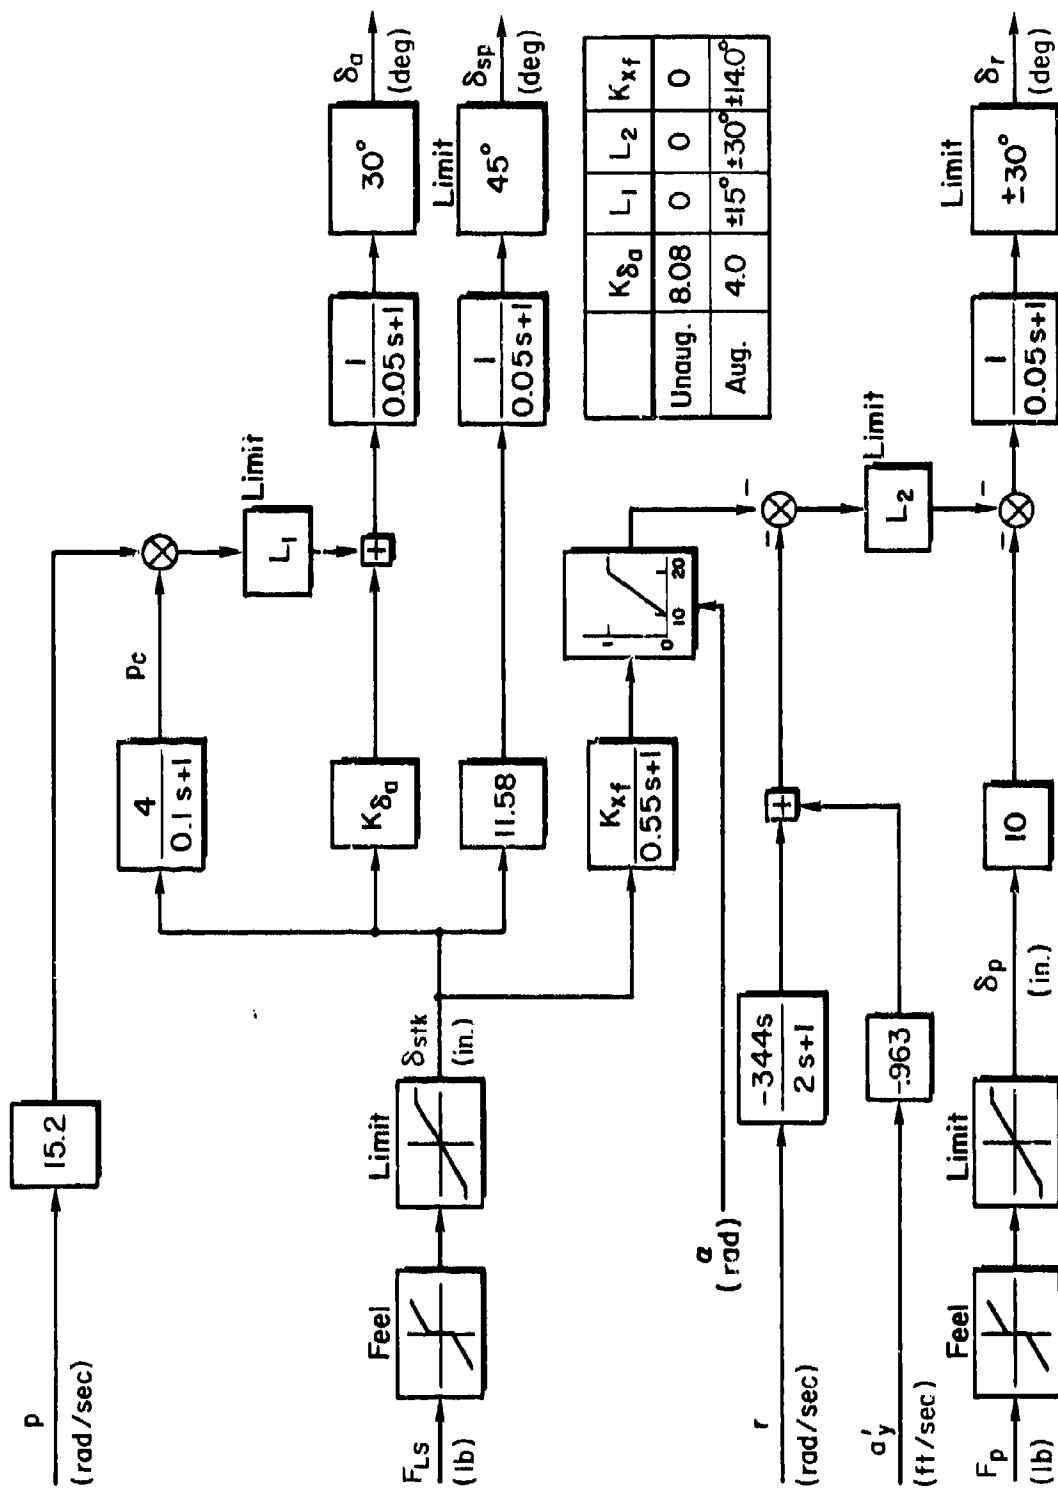 p
(rad/sec)
15.2
4
0.1 s+1
pc
Limit
L1
Kδa
1
0.05s+1
30°
δa
(deg)
FLs
(lb)
Feel
Limit
δstk
(in.)
11.58
1
0.05s+1
Limit
45°
δsp
(deg)
Kxf
0.55s+1
1
0
10
20
α
(rad)
Kδa L1 L2 Kxf
Unaug. 8.08 0 0 0
Aug. 4.0 ±15° ±30° ±14.0°
r
(rad/sec)
-344s
2s+1
+
+
-
-
Limit
L2
a'y
(ft/sec)
-.963
Fp
(lb)
Feel
Limit
δp
(in.)
10
-
-
1
0.05s+1
Limit
±30°
δr
(deg)